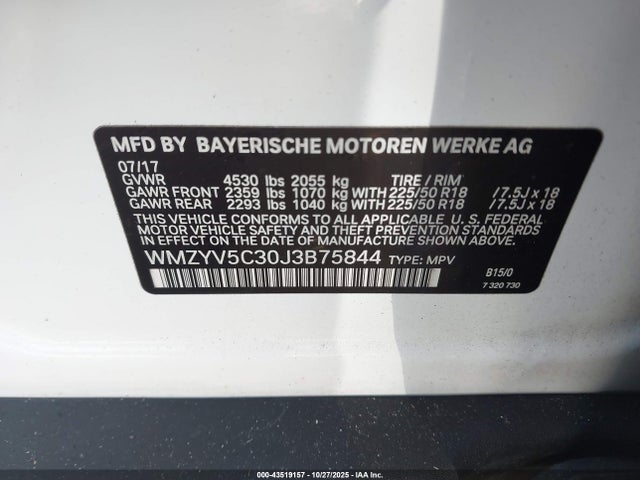 MFD BY BAYERISCHE MOTOREN WERKE AG
07/17
GVWR 4530 lbs 2055 kg TIRE / RIM
GAWR FRONT 2359 lbs 1070 kg WITH 225/50 R18 /7.5J x 18
GAWR REAR 2293 lbs 1040 kg WITH 225/50 R18 /7.5J x 18
THIS VEHICLE CONFORMS TO ALL APPLICABLE U. S. FEDERAL
MOTOR VEHICLE SAFETY, BUMPER, AND THEFT PREVENTION
STANDARDS IN EFFECT ON THE DATE OF MANUFACTURE SHOWN ABOVE.
WMZYV5C30J3B75844 TYPE: MPV
B15/0
7 320 730
000-43519157 - 10/27/2025 - IAA Inc.